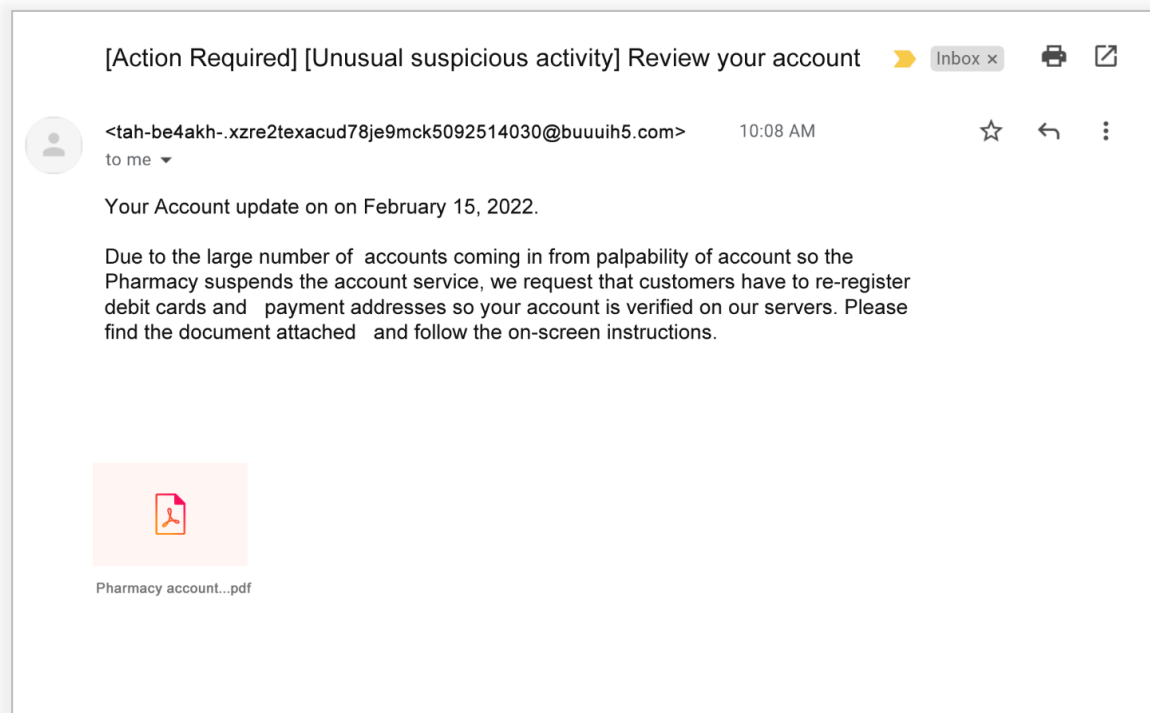 [Action Required] [Unusual suspicious activity] Review your account
Inbox ×
<tah-be4akh-.xzre2texacud78je9mck5092514030@buuuih5.com>
10:08 AM
to me
Your Account update on on February 15, 2022.
Due to the large number of  accounts coming in from palpability of account so the
Pharmacy suspends the account service, we request that customers have to re-register
debit cards and   payment addresses so your account is verified on our servers. Please
find the document attached   and follow the on-screen instructions.
Pharmacy account...pdf